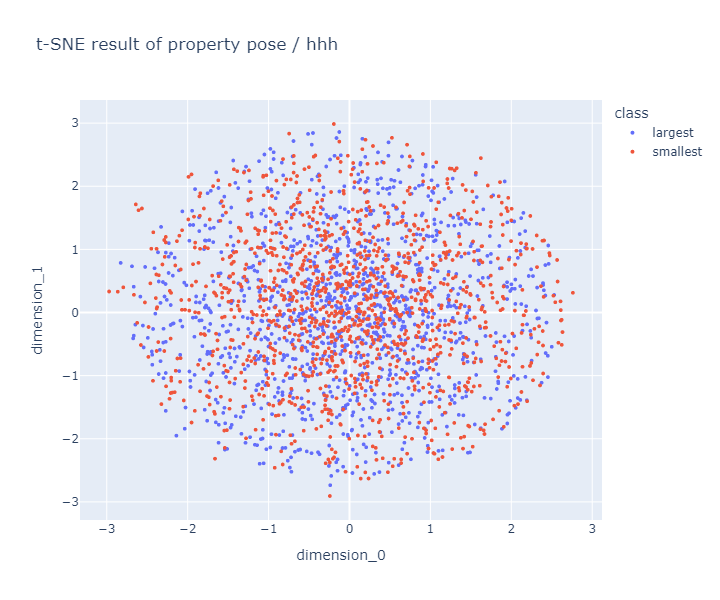 t-SNE result of property pose / hhh
class
largest
smallest
3
2
1
0
−1
−2
−3
dimension_1
−3
−2
−1
0
1
2
3
dimension_0